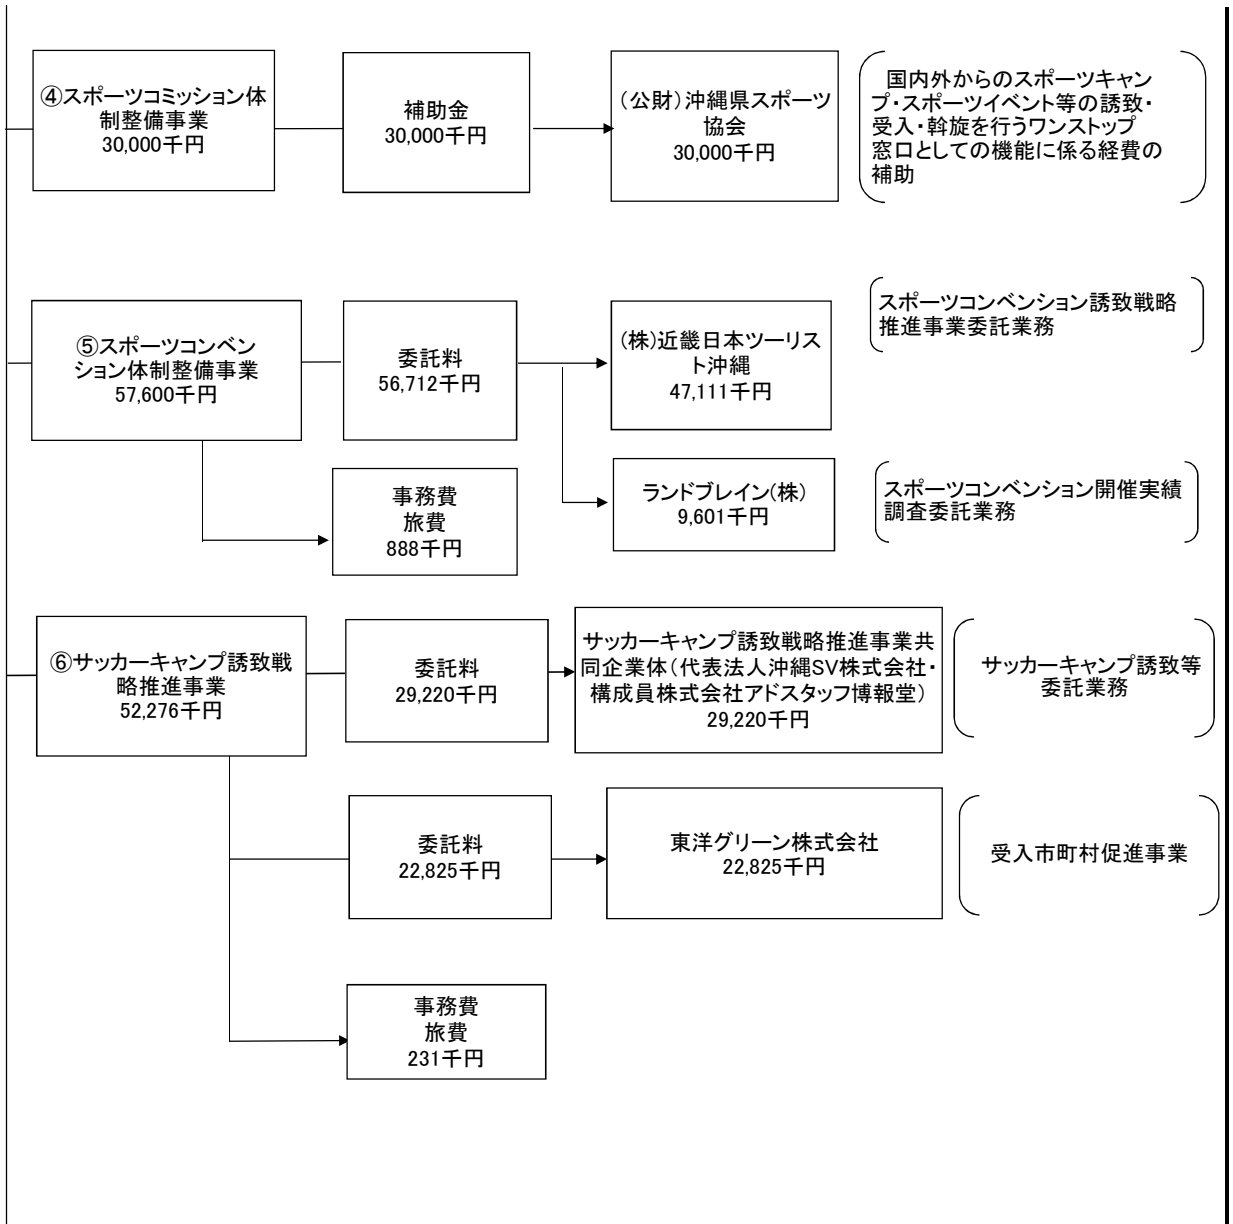 ④スポーツコミッション体
制整備事業
30,000千円
補助金
30,000千円
(公財)沖縄県スポーツ
協会
30,000千円
国内外からのスポーツキャン
プ・スポーツイベント等の誘致・
受入・斡旋を行うワンストップ
窓口としての機能に係る経費の
補助
⑤スポーツコンベン
ション体制整備事業
57,600千円
委託料
56,712千円
(株)近畿日本ツーリス
ト沖縄
47,111千円
スポーツコンベンション誘致戦略
推進事業委託業務
事務費
旅費
888千円
ランドブレイン(株)
9,601千円
スポーツコンベンション開催実績
調査委託業務
⑥サッカーキャンプ誘致戦
略推進事業
52,276千円
委託料
29,220千円
サッカーキャンプ誘致戦略推進事業共
同企業体(代表法人沖縄SV株式会社・
構成員株式会社アドスタッフ博報堂)
29,220千円
サッカーキャンプ誘致等
委託業務
委託料
22,825千円
東洋グリーン株式会社
22,825千円
受入市町村促進事業
事務費
旅費
231千円